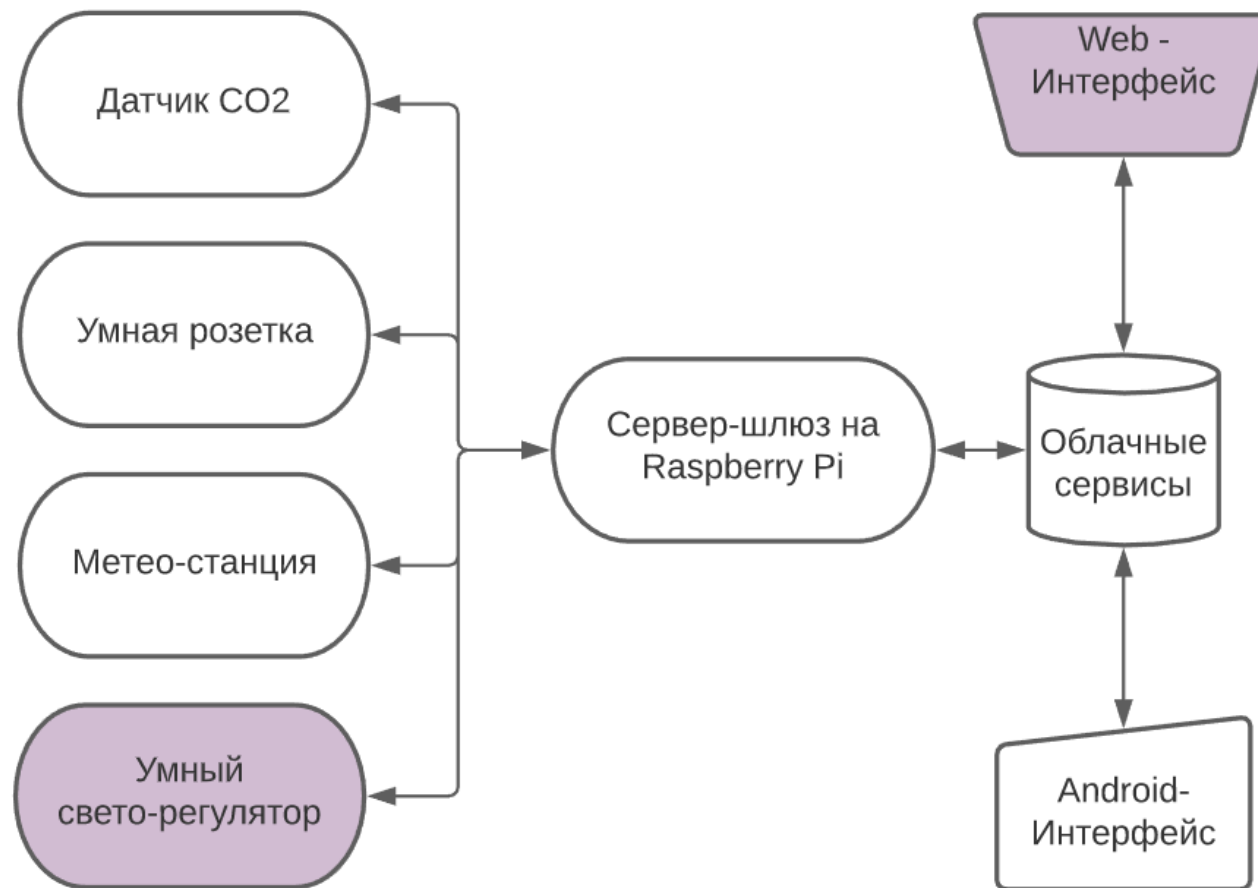 Датчик CO2
Умная розетка
Метео-станция
Умный
свето-регулятор
Сервер-шлюз на
Raspberry Pi
Web -
Интерфейс
Облачные
сервисы
Android-
Интерфейс